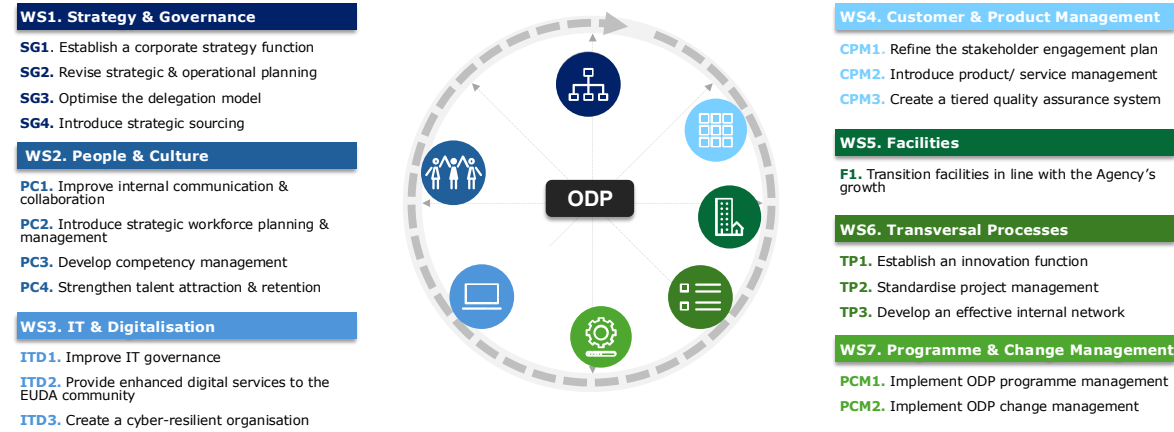 WS1. Strategy & Governance
SG1. Establish a corporate strategy function
SG2. Revise strategic & operational planning
SG3. Optimise the delegation model
SG4. Introduce strategic sourcing
WS2. People & Culture
PC1. Improve internal communication &
collaboration
PC2. Introduce strategic workforce planning &
management
PC3. Develop competency management
PC4. Strengthen talent attraction & retention
WS3. IT & Digitalisation
ITD1. Improve IT governance
ITD2. Provide enhanced digital services to the
EUDA community
ITD3. Create a cyber-resilient organisation
ODP
WS4. Customer & Product Management
CPM1. Refine the stakeholder engagement plan
CPM2. Introduce product/ service management
CPM3. Create a tiered quality assurance system
WS5. Facilities
F1. Transition facilities in line with the Agency's
growth
WS6. Transversal Processes
TP1. Establish an innovation function
TP2. Standardise project management
TP3. Develop an effective internal network
WS7. Programme & Change Management
PCM1. Implement ODP programme management
PCM2. Implement ODP change management